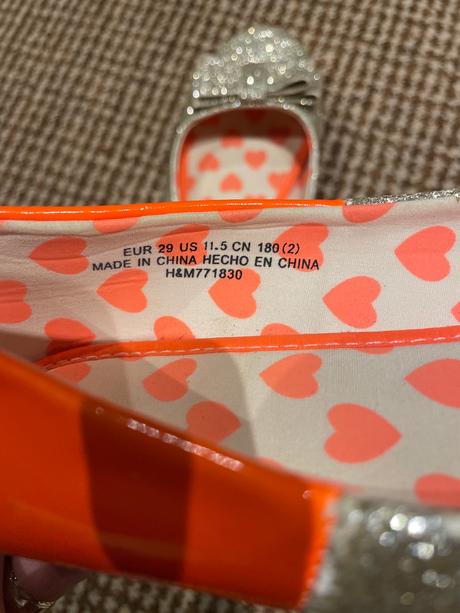 EUR 29 US 11.5 CN 180(2)
MADE IN CHINA HECHO EN CHINA
H&M771830